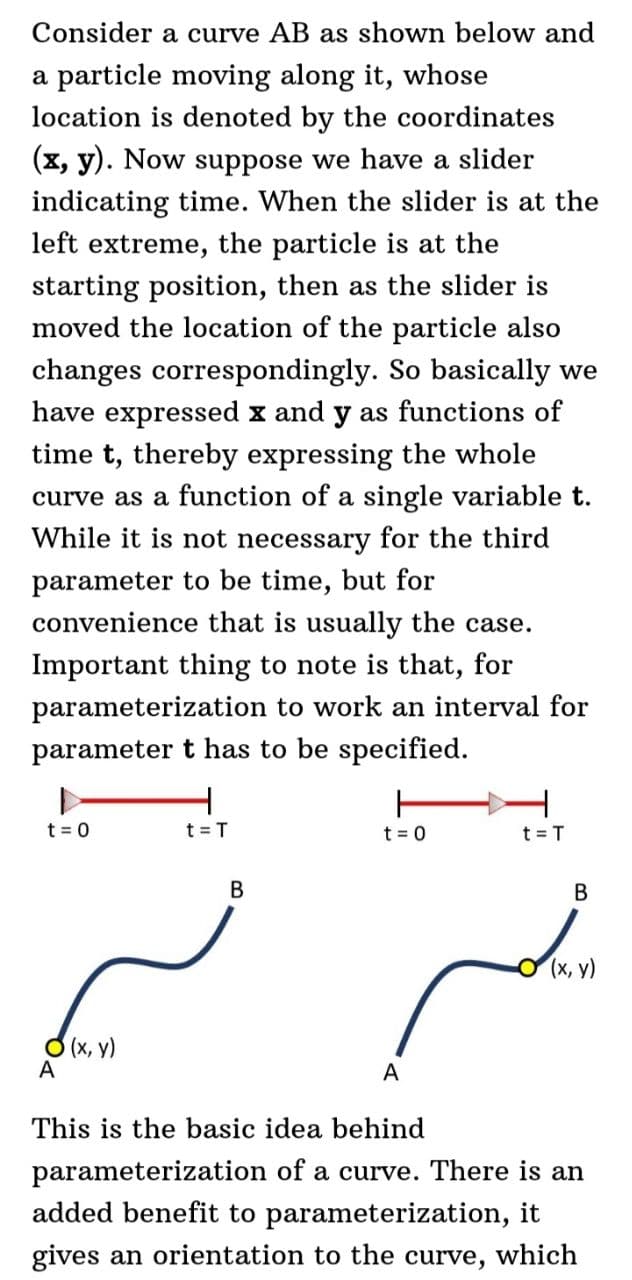 Consider a curve AB as shown below and
a particle moving along it, whose
location is denoted by the coordinates
(x, y). Now suppose we have a slider
indicating time. When the slider is at the
left extreme, the particle is at the
starting position, then as the slider is
moved the location of the particle also
changes correspondingly. So basically we
have expressed x and y as functions of
time t, thereby expressing the whole
curve as a function of a single variable t.
While it is not necessary for the third
parameter to be time, but for
convenience that is usually the case.
Important thing to note is that, for
parameterization to work an interval for
parameter t has to be specified.
t = 0 t = T t = 0 t = T
B B
(x, y)
(x, y)
A A
This is the basic idea behind
parameterization of a curve. There is an
added benefit to parameterization, it
gives an orientation to the curve, which